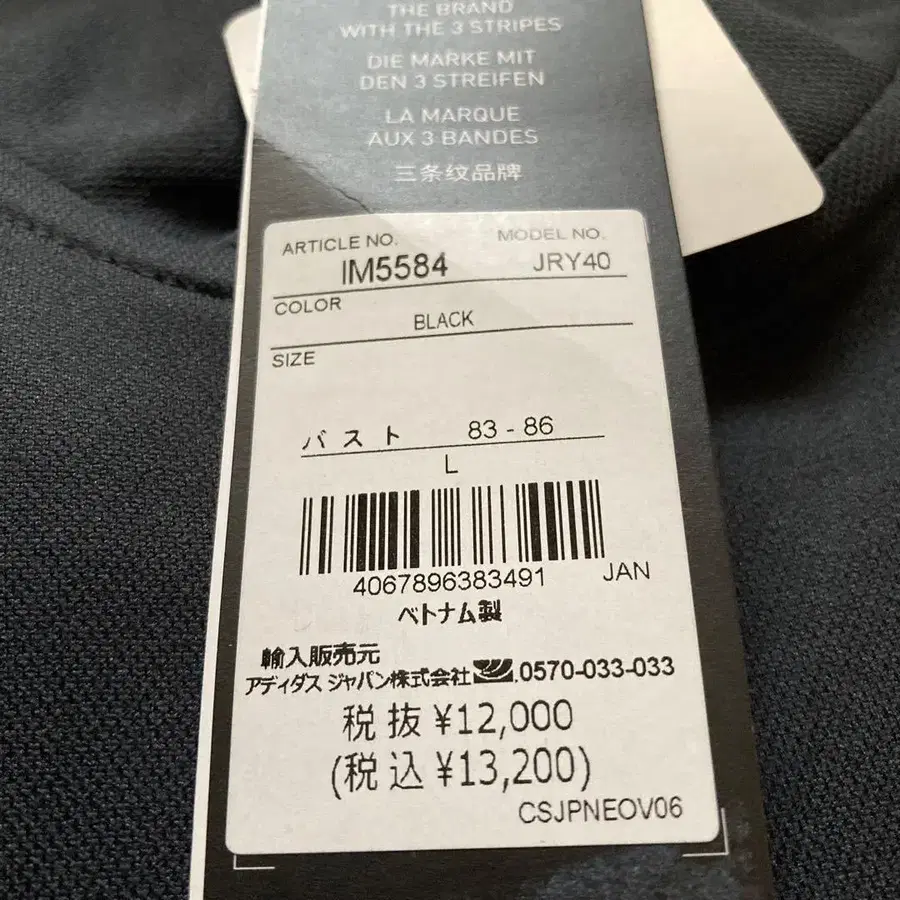 THE BRAND
WITH THE 3 STRIPES
DIE MARKE MIT
DEN 3 STREIFEN
LA MARQUE
AUX 3 BANDES
三条纹品牌
ARTICLE NO. MODEL NO.
IM5584 JRY40
COLOR
BLACK
SIZE
バスト 83 - 86
L
4067896383491 JAN
ベトナム製
輸入販売元
アディダス ジャパン株式会社 0570-033-033
税抜 ¥12,000
(税込 ¥13,200)
CSJPNEOV06